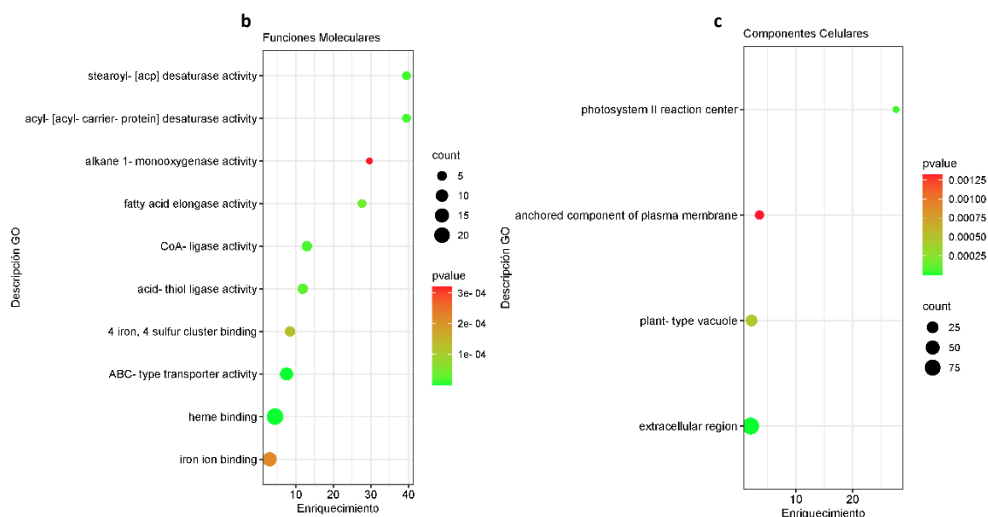 b
Funciones Moleculares
stearoyl- [acp] desaturase activity
acyl- [acyl- carrier- protein] desaturase activity
alkane 1- monooxygenase activity
fatty acid elongase activity
CoA- ligase activity
acid- thiol ligase activity
4 iron, 4 sulfur cluster binding
ABC- type transporter activity
heme binding
iron ion binding
Descripción GO
10 20 30 40
Enriquecimiento
count
5
10
15
20
pvalue
3e- 04
2e- 04
1e- 04
c
Componentes Celulares
photosystem II reaction center
anchored component of plasma membrane
plant- type vacuole
extracellular region
Descripción GO
10 20
Enriquecimiento
pvalue
0.00125
0.00100
0.00075
0.00050
0.00025
count
25
50
75